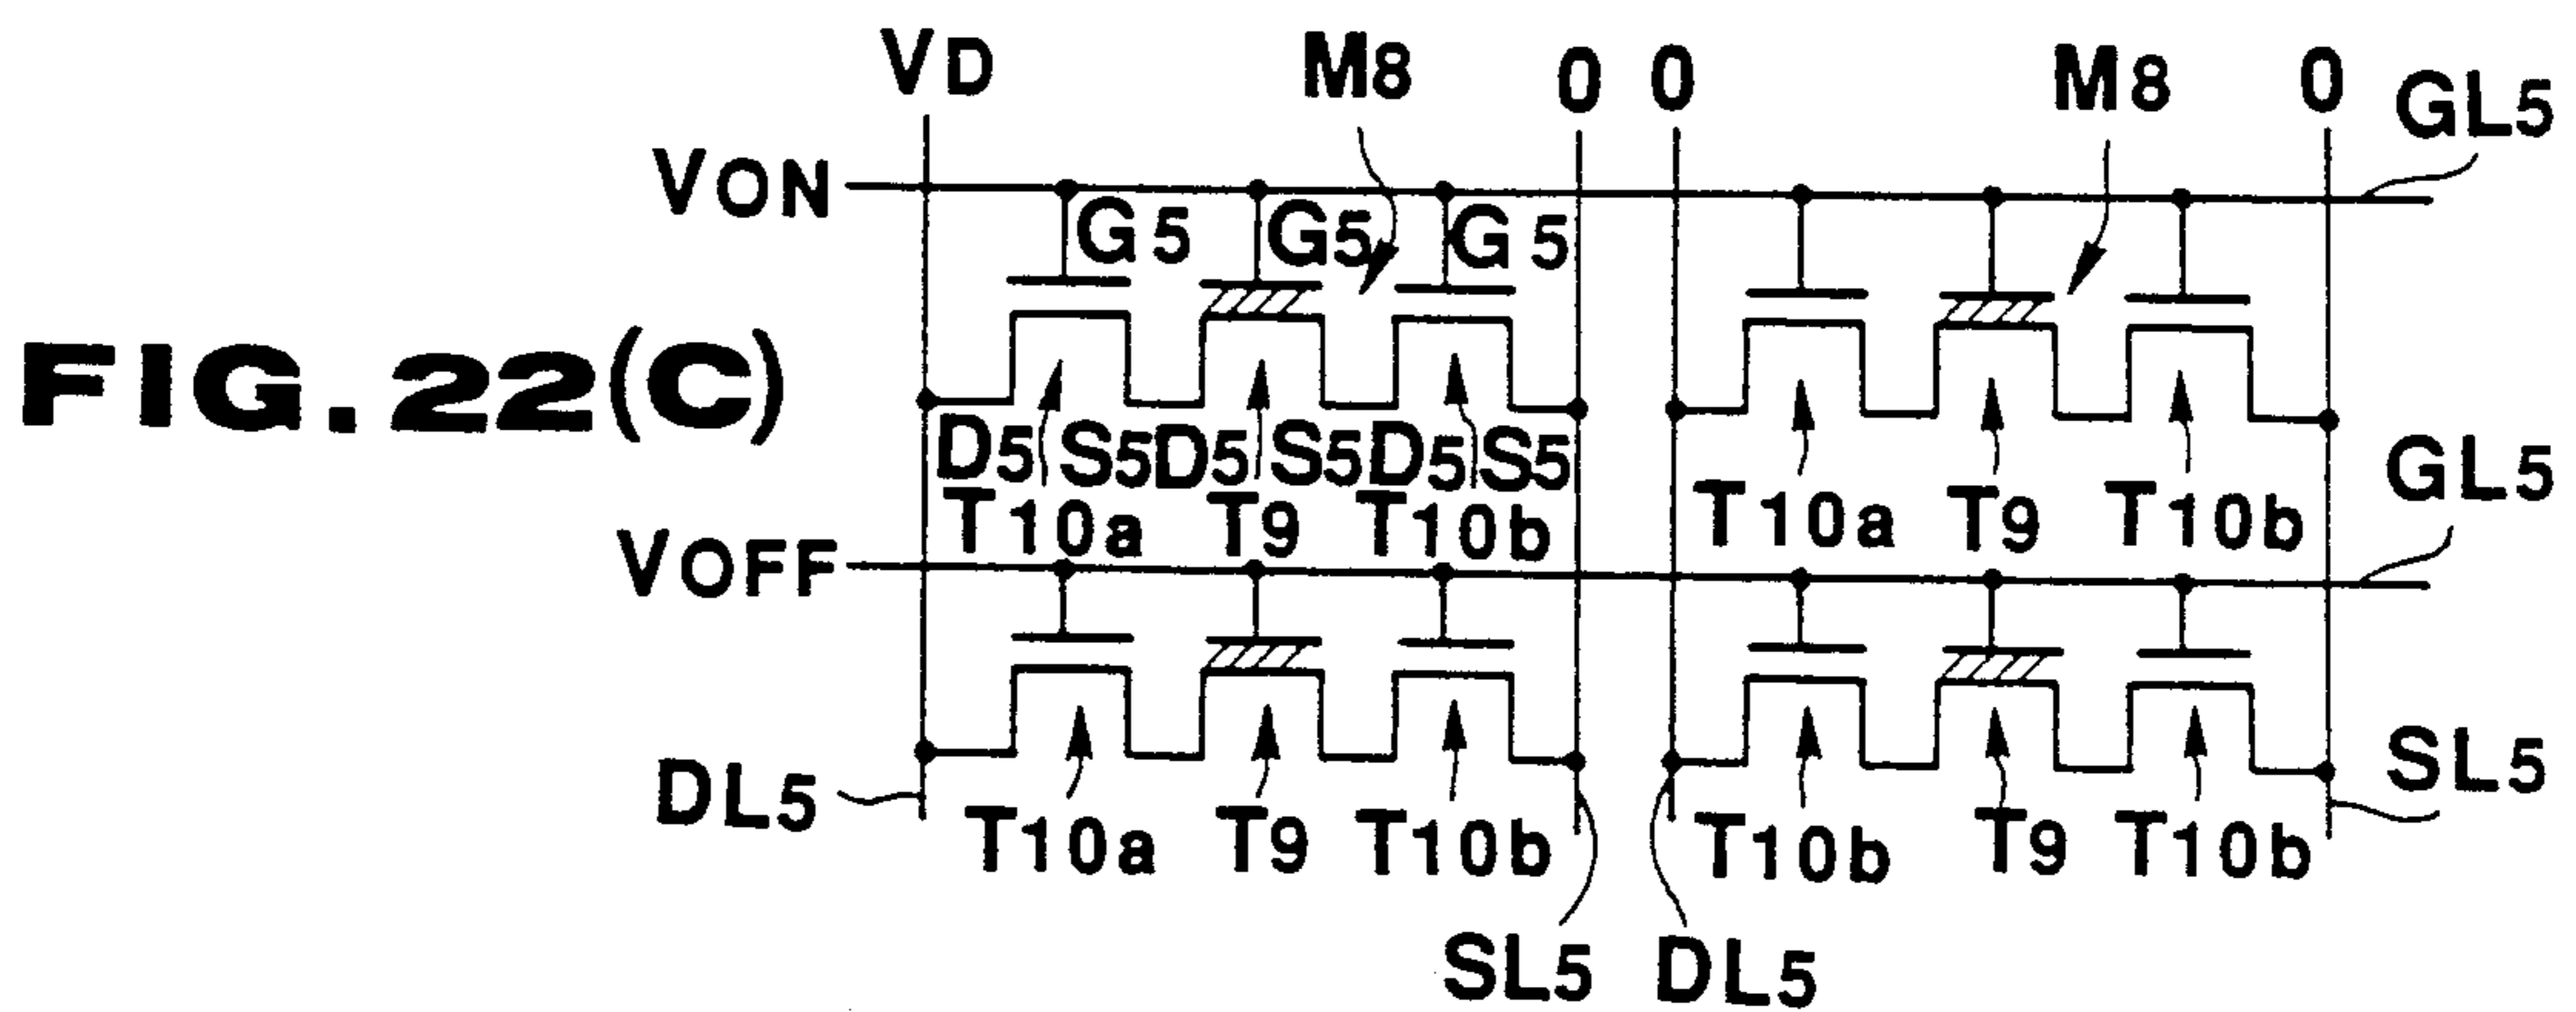 VD M8 0 0 M8 0 GL5
VON
G5 G5 G5
FIG.22(C)
D5 S5 D5 S5 D5 S5
T10a T9 T10b T10a T9 T10b GL5
VOFF
DL5 T10a T9 T10b T10b T9 T10b SL5
SL5 DL5